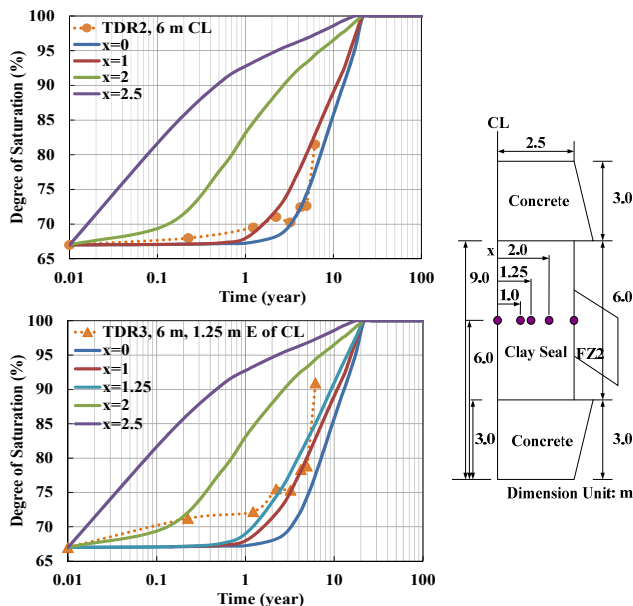 100
95
90
85
80
75
70
65
Degree of Saturation (%)
TDR2, 6 m CL
x=0
x=1
x=2
x=2.5
0.01
0.1
1
10
100
Time (year)
100
95
90
85
80
75
70
65
Degree of Saturation (%)
TDR3, 6 m, 1.25 m E of CL
x=0
x=1
x=1.25
x=2
x=2.5
0.01
0.1
1
10
100
Time (year)
CL
2.5
Concrete
3.0
x
2.0
9.0
1.25
6.0
1.0
Clay Seal
FZ2
6.0
3.0
Concrete
3.0
Dimension Unit: m